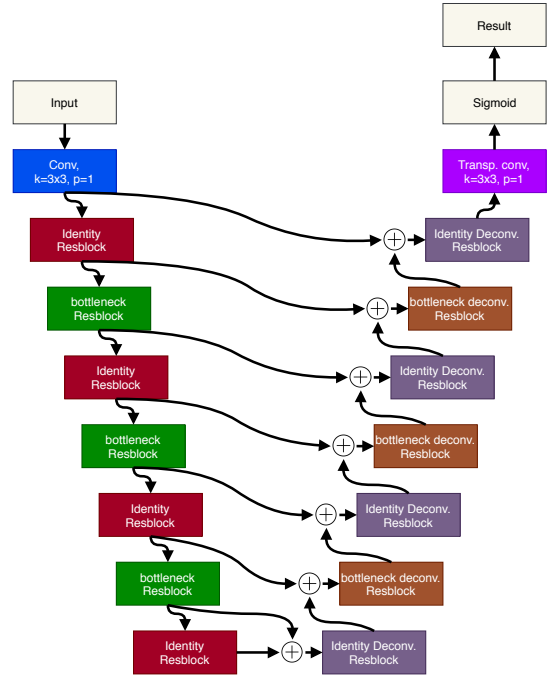 Result
Input
Sigmoid
Conv,
k=3x3, p=1
Transp. conv,
k=3x3, p=1
Identity
Resblock
Identity Deconv.
Resblock
bottleneck
Resblock
bottleneck deconv.
Resblock
Identity
Resblock
Identity Deconv.
Resblock
bottleneck
Resblock
bottleneck deconv.
Resblock
Identity
Resblock
Identity Deconv.
Resblock
bottleneck
Resblock
bottleneck deconv.
Resblock
Identity
Resblock
Identity Deconv.
Resblock